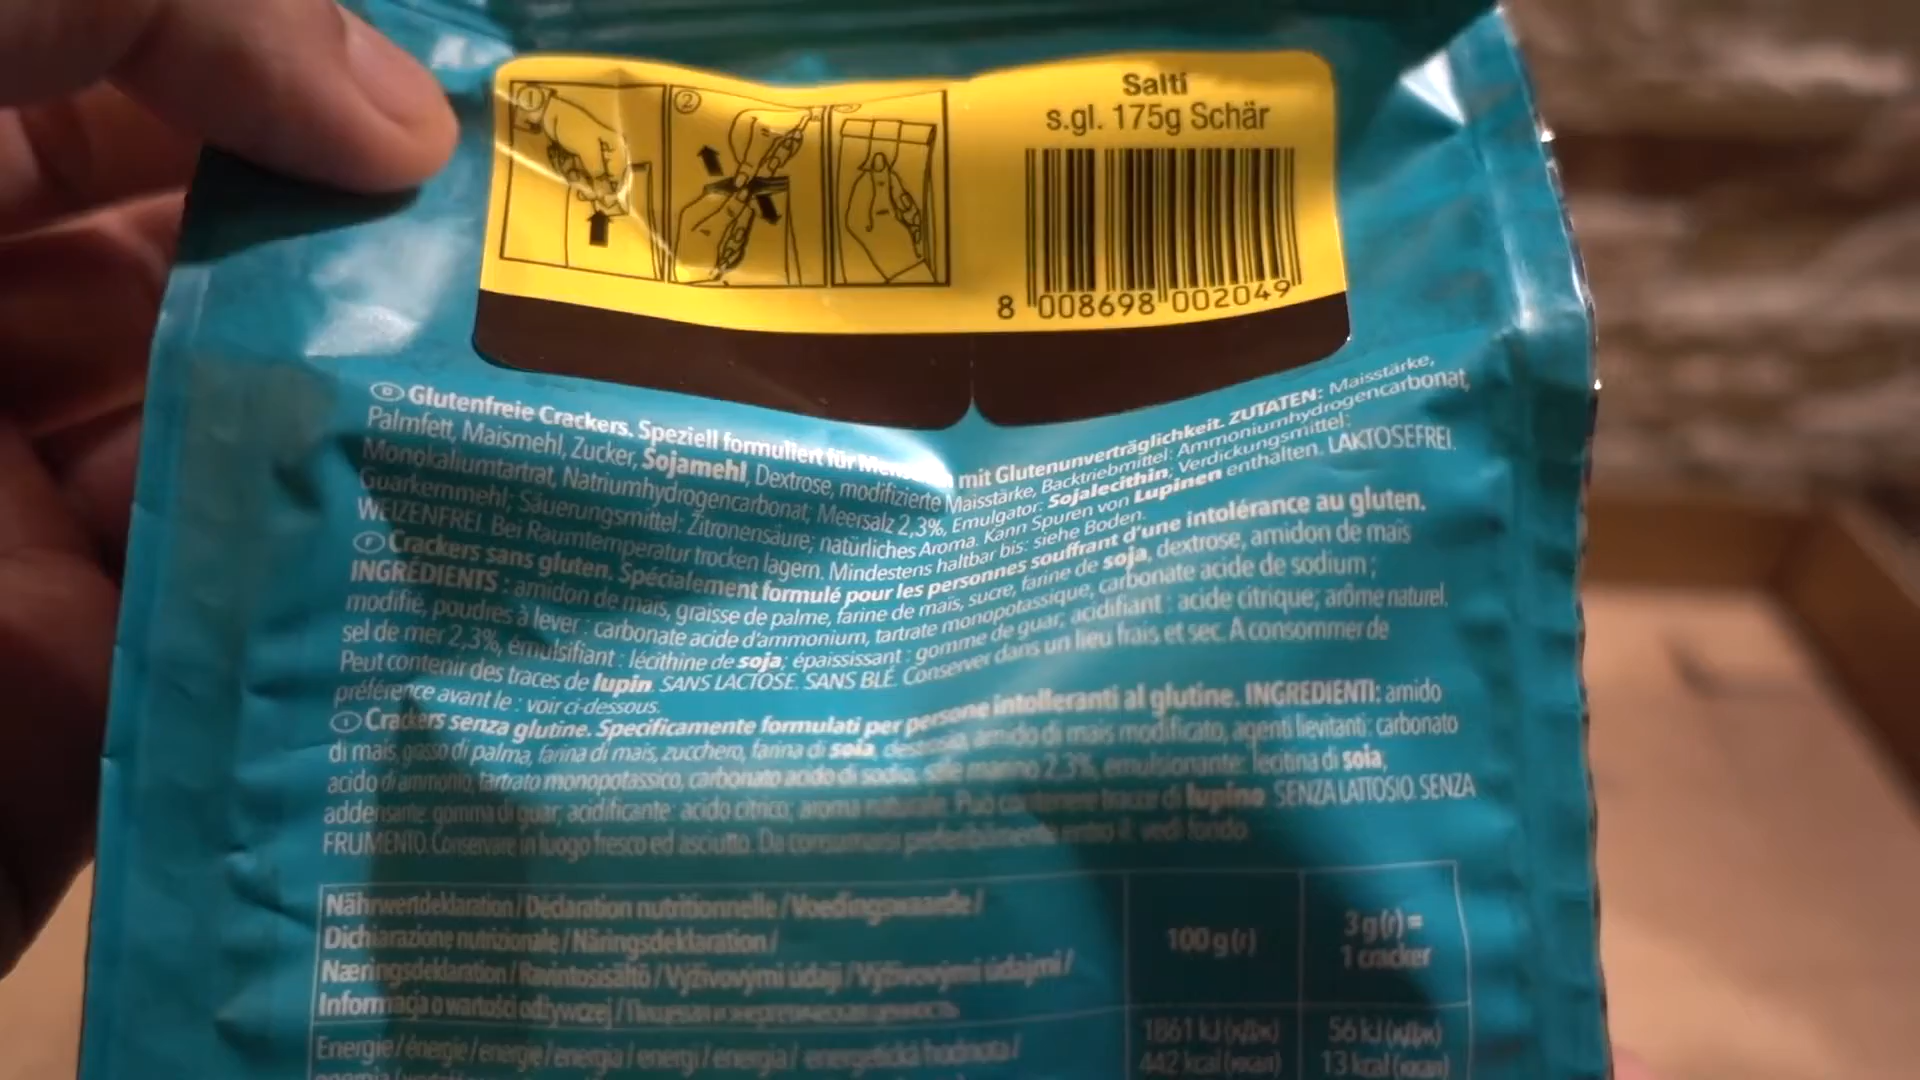 1
2
3
Salti
s.gl. 175g Schär
8 008698 002049
D Glutenfreie Crackers. Speziell formuliert für mit Glutenunverträglichkeit. ZUTATEN: Maisstärke,
Palmfett, Maismehl, Zucker, Sojamehl, Dextrose, modifizierte Maisstärke, Backtriebmittel: Ammoniumhydrogencarbonat,
Monokaliumtartrat, Natriumhydrogencarbonat; Meersalz 2,3%, Emulgator: Sojalecithin; Verdickungsmittel:
Guarkernmehl; Säuerungsmittel: Zitronensäure; natürliches Aroma. Kann Spuren von Lupinen enthalten. LAKTOSEFREI.
WEIZENFREI. Bei Raumtemperatur trocken lagern. Mindestens haltbar bis: siehe Boden.
F Crackers sans gluten. Spécialement formulé pour les personnes souffrant d'une intolérance au gluten.
INGRÉDIENTS : amidon de maïs, graisse de palme, farine de maïs, sucre, farine de soja, dextrose, amidon de maïs
modifié, poudres à lever : carbonate acide d'ammonium, tartrate monopotassique, carbonate acide de sodium ;
sel de mer 2,3%, émulsifiant : lécithine de soja; épaississant : gomme de guar; acidifiant : acide citrique; arôme naturel.
Peut contenir des traces de lupin. SANS LACTOSE. SANS BLÉ. Conserver dans un lieu frais et sec. A consommer de
préférence avant le : voir ci-dessous.
I Crackers senza glutine. Specificamente formulati per persone intolleranti al glutine. INGREDIENTI: amido
di mais, grasso di palma, farina di mais, zucchero, farina di soia, destrosio, amido di mais modificato, agenti lievitanti: carbonato
acido di ammonio, tartrato monopotassico, carbonato acido di sodio; sale marino 2,3%, emulsionante: lecitina di soia;
addensante: gomma di guar; acidificante: acido citrico; aroma naturale. Può contenere tracce di lupino. SENZA LATTOSIO. SENZA
FRUMENTO. Conservare in luogo fresco ed asciutto. Da consumarsi preferibilmente entro il: vedi fondo.
Nährwertdeklaration / Déclaration nutritionnelle / Voedingswaarde /
Dichiarazione nutrizionale / Näringsdeklaration /
Næringsdeklaration / Ravintosisältö / Výživovými údaji / Výživovými údajmi /
Informacja o wartości odżywczej /
100 g (г)
3 g (г) =
1 cracker
Energie / énergie / energie / energia / energi / energia / energetická hodnota /
1861 kJ (кДж)
442 kcal (ккал)
56 kJ (кДж)
13 kcal (ккал)